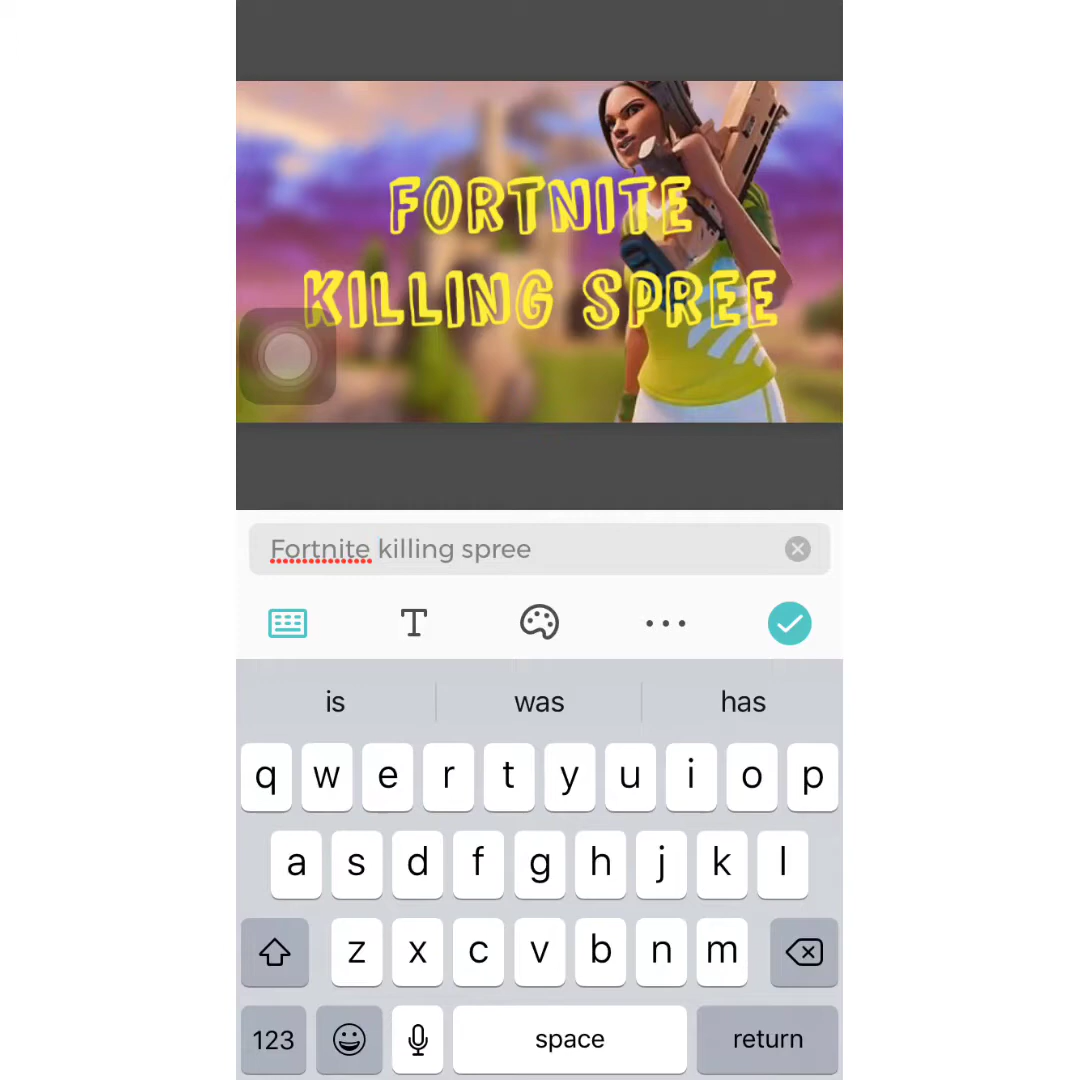 FORTNITE
KILLING SPREE
Fortnite killing spree
T
is was has
q w e r t y u i o p
a s d f g h j k l
z x c v b n m
123 space return